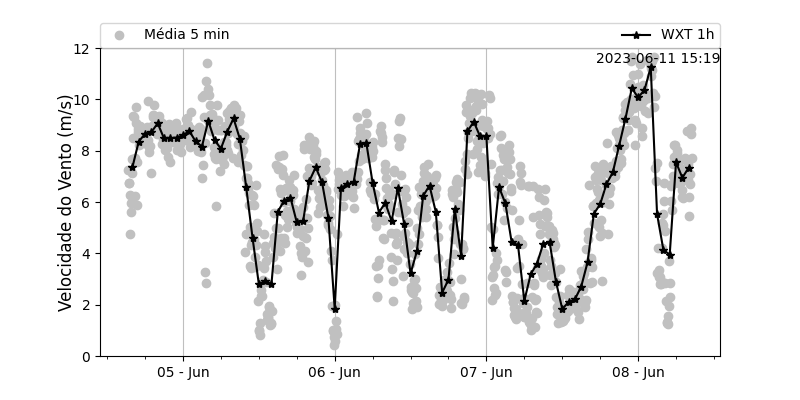 Média 5 min
WXT 1h
2023-06-11 15:19
Velocidade do Vento (m/s)
12
10
8
6
4
2
0
05 - Jun
06 - Jun
07 - Jun
08 - Jun